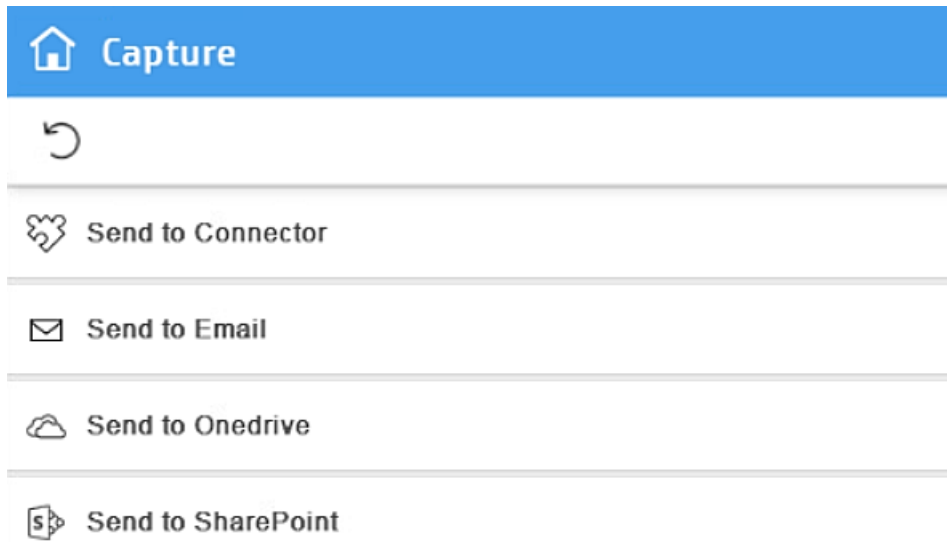 Capture
Send to Connector
Send to Email
Send to Onedrive
S Send to SharePoint